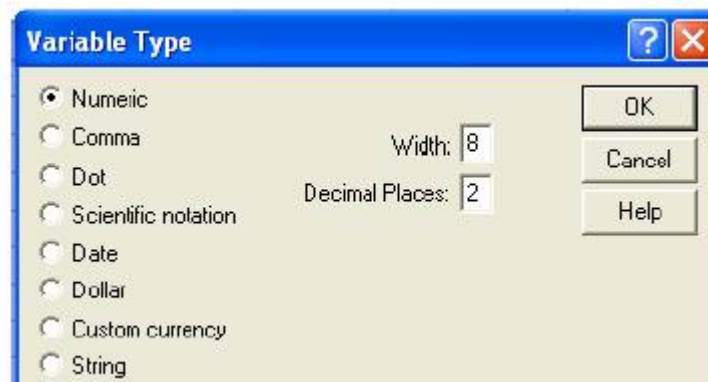 Variable Type
Numeric
Comma
Dot
Scientific notation
Date
Dollar
Custom currency
String
Width: 8
Decimal Places: 2
OK
Cancel
Help